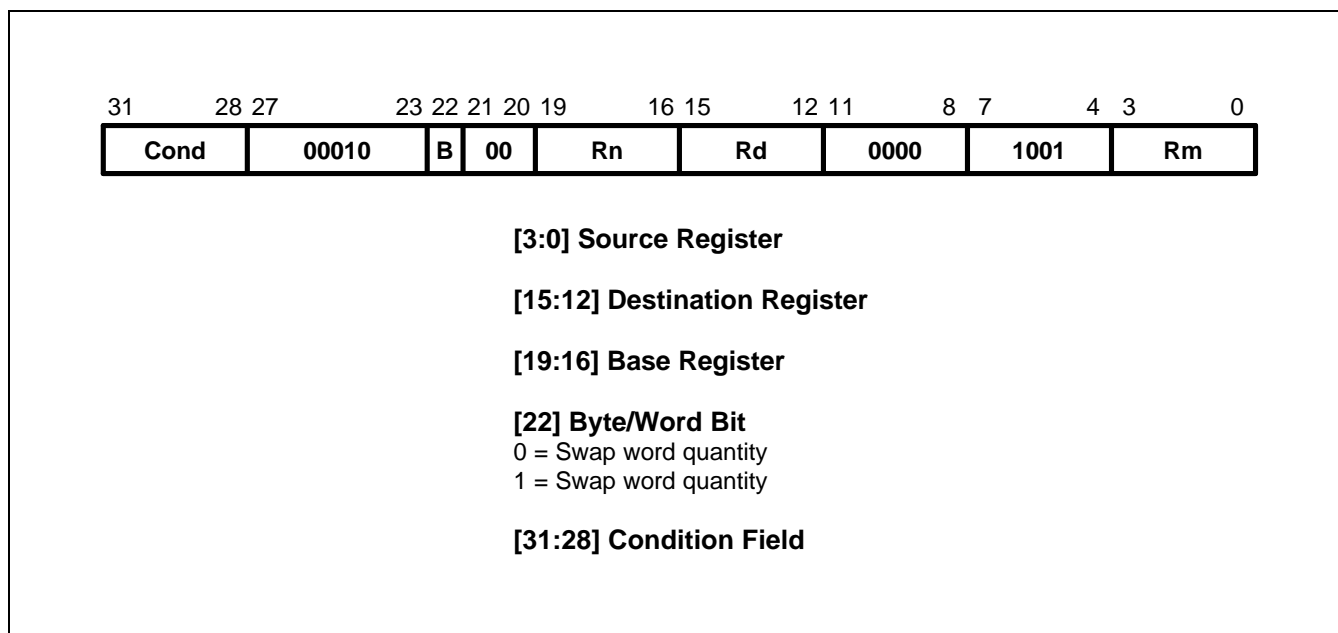 31 28 27 23 22 21 20 19 16 15 12 11 8 7 4 3 0
Cond 00010 B 00 Rn Rd 0000 1001 Rm
[3:0] Source Register
[15:12] Destination Register
[19:16] Base Register
[22] Byte/Word Bit
0 = Swap word quantity
1 = Swap word quantity
[31:28] Condition Field